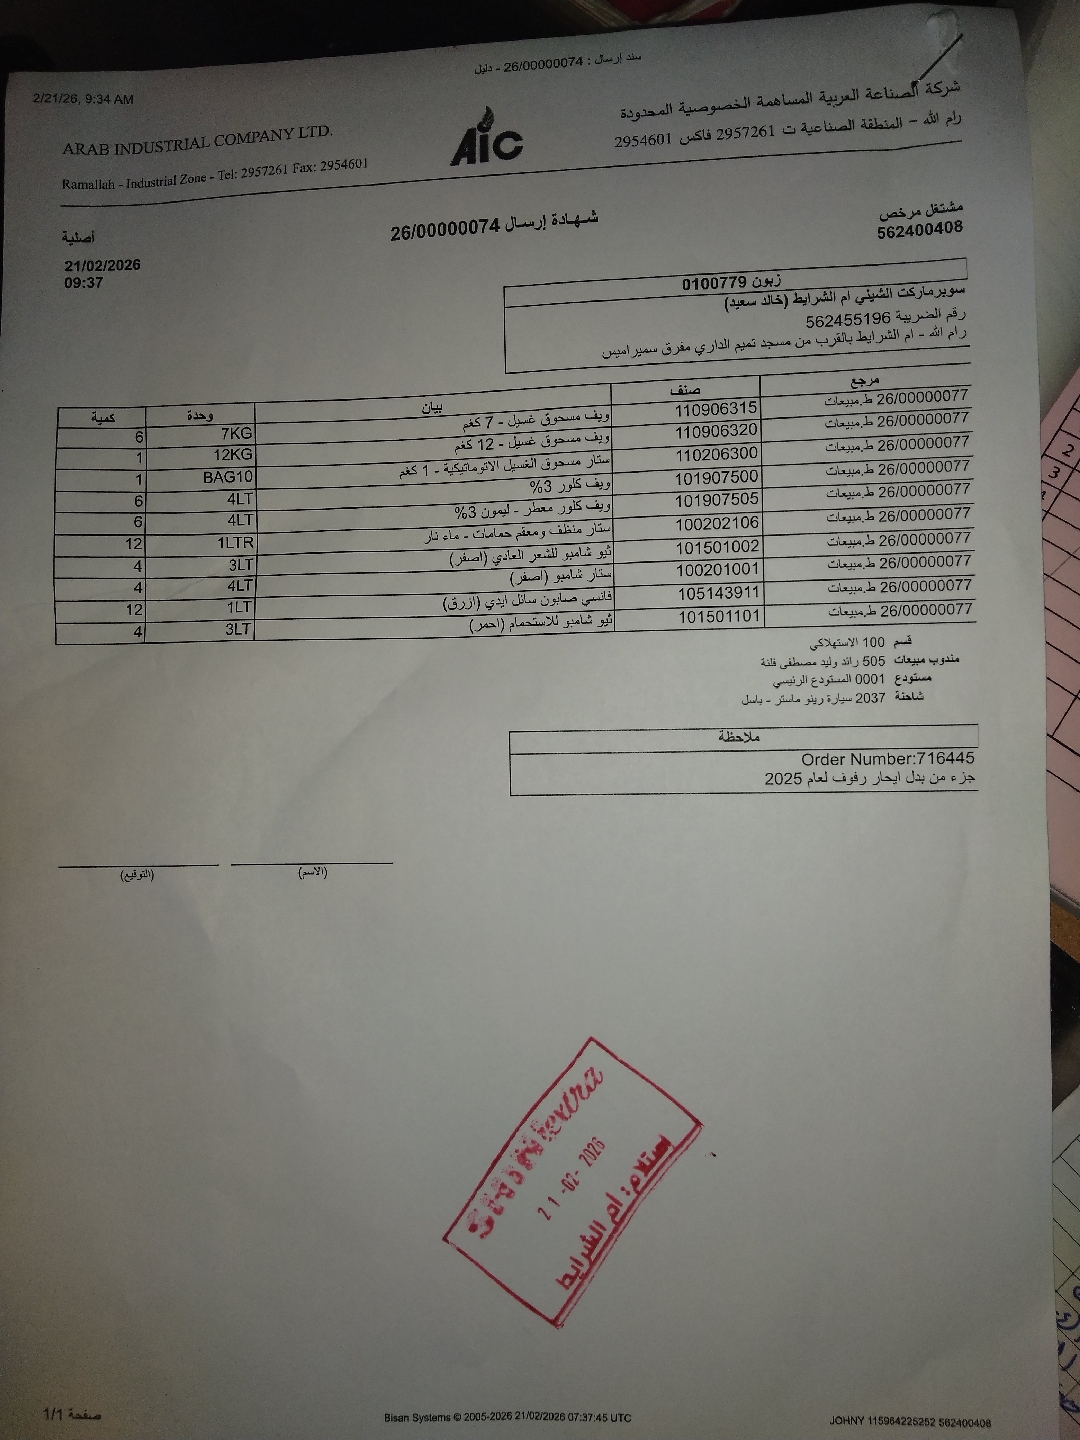 سند إرسال : 26/00000074 - دليل
2/21/26, 9:34 AM
شركة الصناعة العربية المساهمة الخصوصية المحدودة
رام الله – المنطقة الصناعية ت 2957261 فاكس 2954601
AIC
ARAB INDUSTRIAL COMPANY LTD.
Ramallah - Industrial Zone - Tel: 2957261 Fax: 2954601
مشتغل مرخص
562400408
شهادة إرسال 26/00000074
أصلية
21/02/2026
09:37
زبون 0100779
سوبرماركت الشيني ام الشرايط (خالد سعيد)
رقم الضريبة 562455196
رام الله - ام الشرايط بالقرب من مسجد تميم الداري مفرق سميراميس
مرجع صنف بيان وحدة كمية
26/00000077 ط.مبيعات 110906315 ويف مسحوق غسيل - 7 كغم 7KG 6
26/00000077 ط.مبيعات 110906320 ويف مسحوق غسيل - 12 كغم 12KG 1
26/00000077 ط.مبيعات 110206300 ستار مسحوق الغسيل الاتوماتيكية - 1 كغم BAG10 1
26/00000077 ط.مبيعات 101907500 ويف كلور 3% 4LT 6
26/00000077 ط.مبيعات 101907505 ويف كلور معطر - ليمون 3% 4LT 6
26/00000077 ط.مبيعات 100202106 ستار منظف ومعقم حمامات - ماء نار 1LTR 12
26/00000077 ط.مبيعات 101501002 ثيو شامبو للشعر العادي (اصفر) 3LT 4
26/00000077 ط.مبيعات 100201001 ستار شامبو (اصفر) 4LT 4
26/00000077 ط.مبيعات 105143911 فانسي صابون سائل ايدي (ازرق) 1LT 12
26/00000077 ط.مبيعات 101501101 ثيو شامبو للاستحمام (احمر) 3LT 4
قسم 100 الاستهلاكي
مندوب مبيعات 505 رائد وليد مصطفى فلنة
مستودع 0001 المستودع الرئيسي
شاحنة 2037 سيارة رينو ماستر - باسل
ملاحظة
Order Number:716445
جزء من بدل ايجار رفوف لعام 2025
(الاسم) (التوقيع)
extra
21-02-2026
استلام: ام الشرايط
صفحة 1/1
Bisan Systems © 2005-2026 21/02/2026 07:37:45 UTC
JOHNY 115964225252 562400408